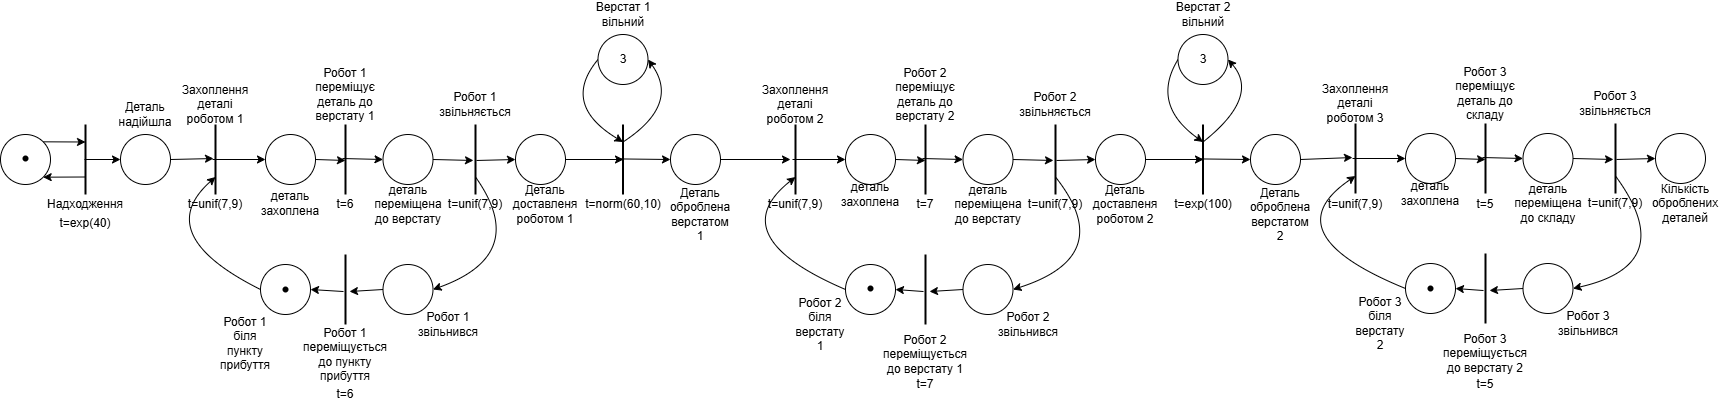 Верстат 1
вільний
3
Верстат 2
вільний
3
Деталь
надійшла
Захоплення
деталі
роботом 1
Робот 1
переміщує
деталь до
верстату 1
Робот 1
звільняється
Захоплення
деталі
роботом 2
Робот 2
переміщує
деталь до
верстату 2
Робот 2
звільняється
Захоплення
деталі
роботом 3
Робот 3
переміщує
деталь до
складу
Робот 3
звільняється
Надходження
t=exp(40)
t=unif(7,9)
деталь
захоплена
t=6
деталь
переміщена
до верстату
t=unif(7,9)
Деталь
доставленя
роботом 1
t=norm(60,10)
Деталь
оброблена
верстатом
1
t=unif(7,9)
деталь
захоплена
t=7
деталь
переміщена
до верстату
t=unif(7,9)
Деталь
доставленя
роботом 2
t=exp(100)
Деталь
оброблена
верстатом
2
t=unif(7,9)
деталь
захоплена
t=5
деталь
переміщена
до складу
t=unif(7,9)
Кількість
оброблених
деталей
Робот 1
біля
пункту
прибуття
Робот 1
переміщується
до пункту
прибуття
t=6
Робот 1
звільнився
Робот 2
біля
верстату
1
Робот 2
переміщується
до верстату 1
t=7
Робот 2
звільнився
Робот 3
біля
верстату
2
Робот 3
переміщується
до верстату 2
t=5
Робот 3
звільнився